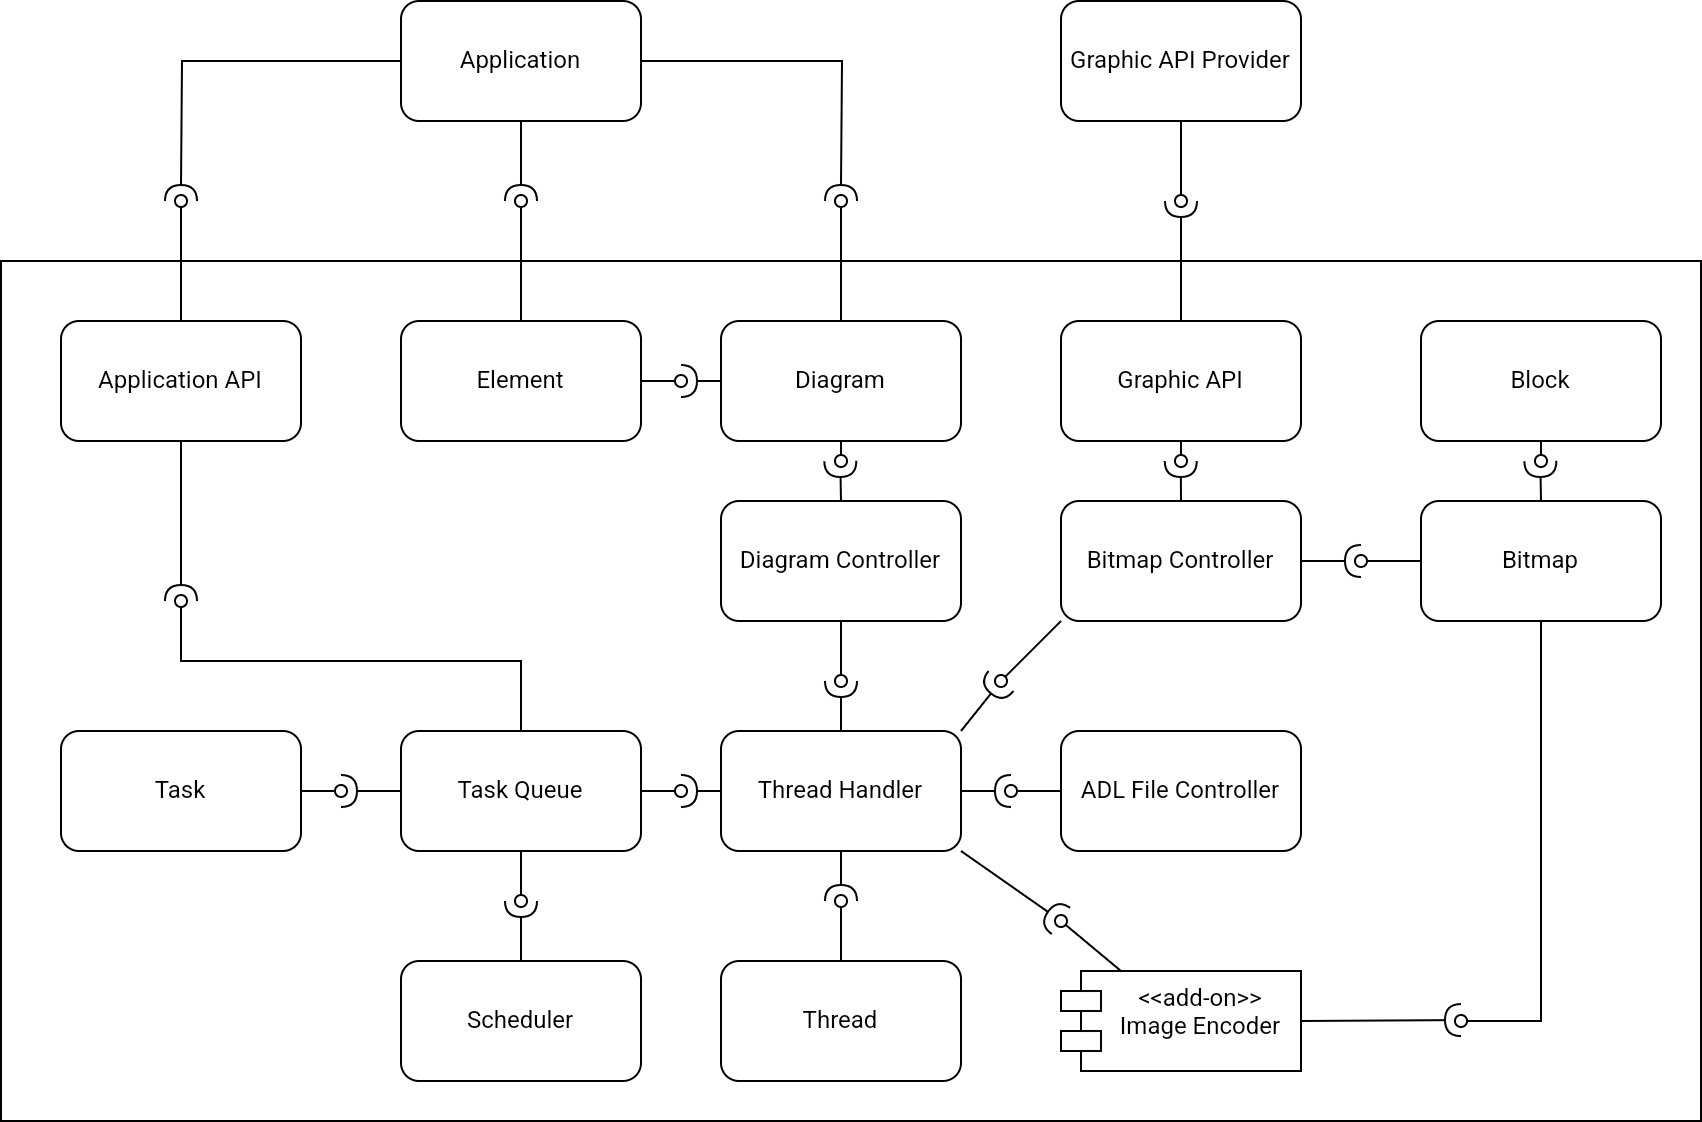 Application
Graphic API Provider
Application API
Element
Diagram
Graphic API
Block
Diagram Controller
Bitmap Controller
Bitmap
Task
Task Queue
Thread Handler
ADL File Controller
Scheduler
Thread
<<add-on>>
Image Encoder